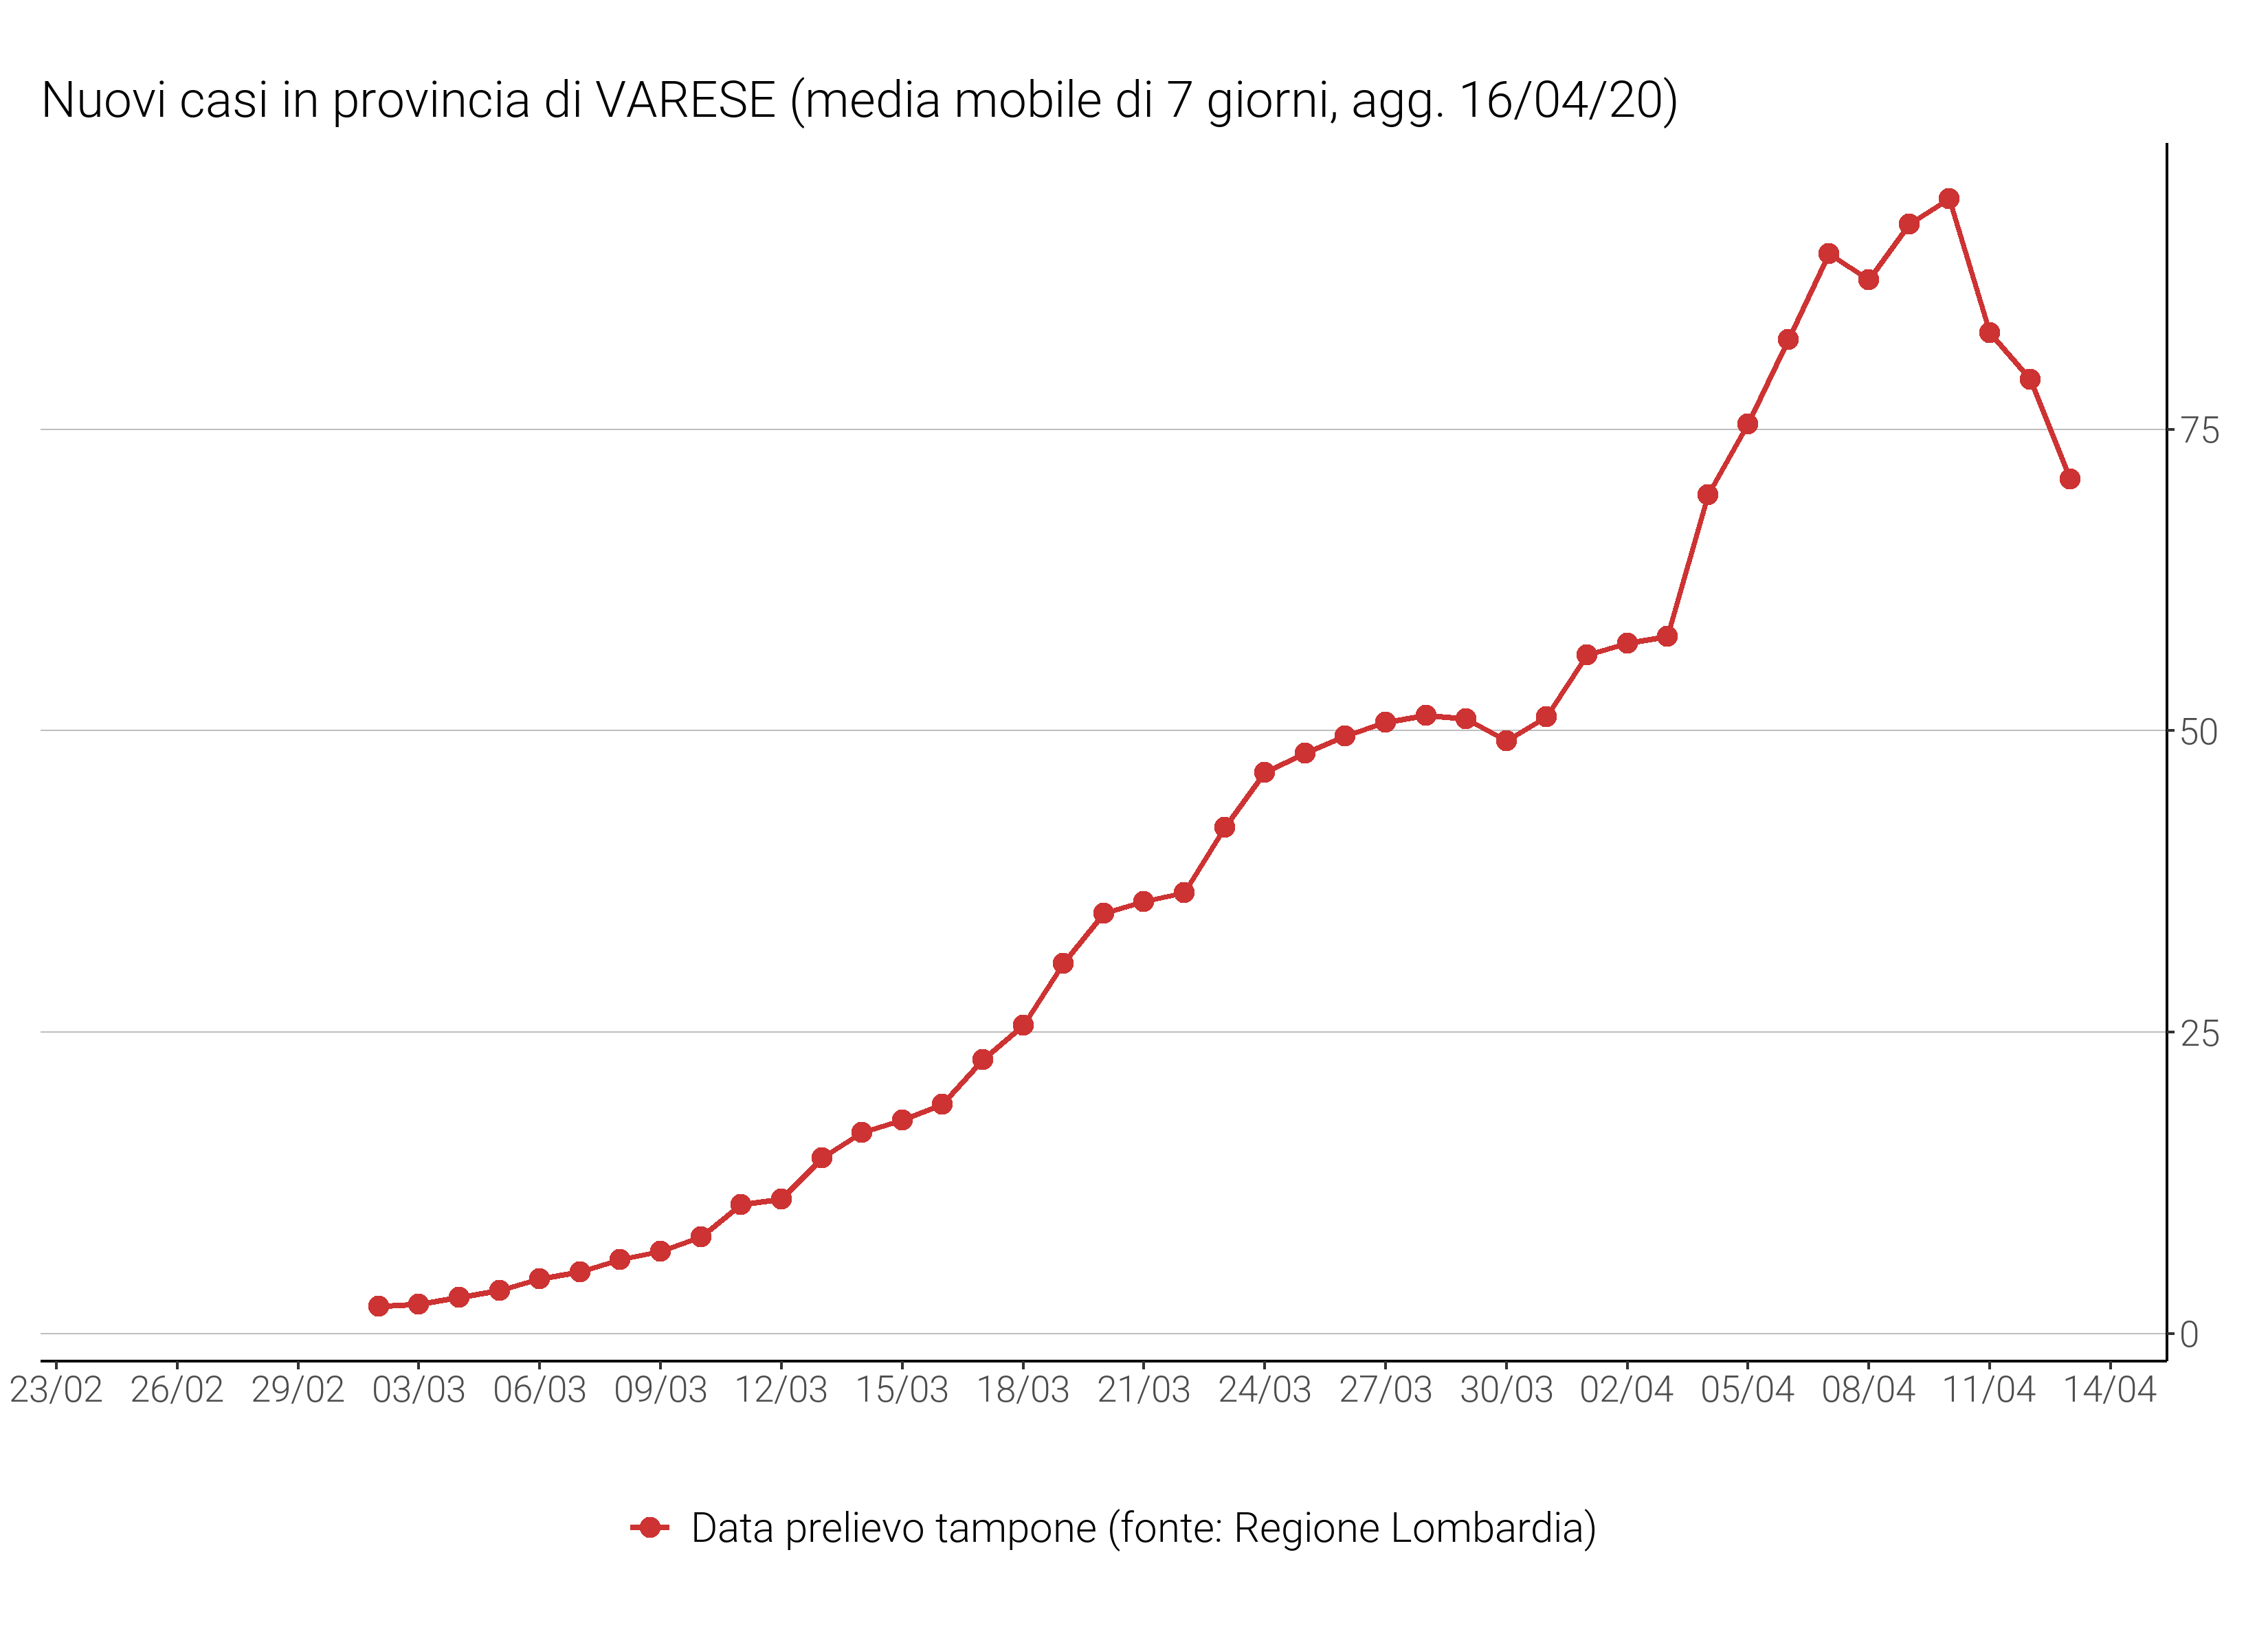 Nuovi casi in provincia di VARESE (media mobile di 7 giorni, agg. 16/04/20)
75
50
25
0
23/02 26/02 29/02 03/03 06/03 09/03 12/03 15/03 18/03 21/03 24/03 27/03 30/03 02/04 05/04 08/04 11/04 14/04
Data prelievo tampone (fonte: Regione Lombardia)